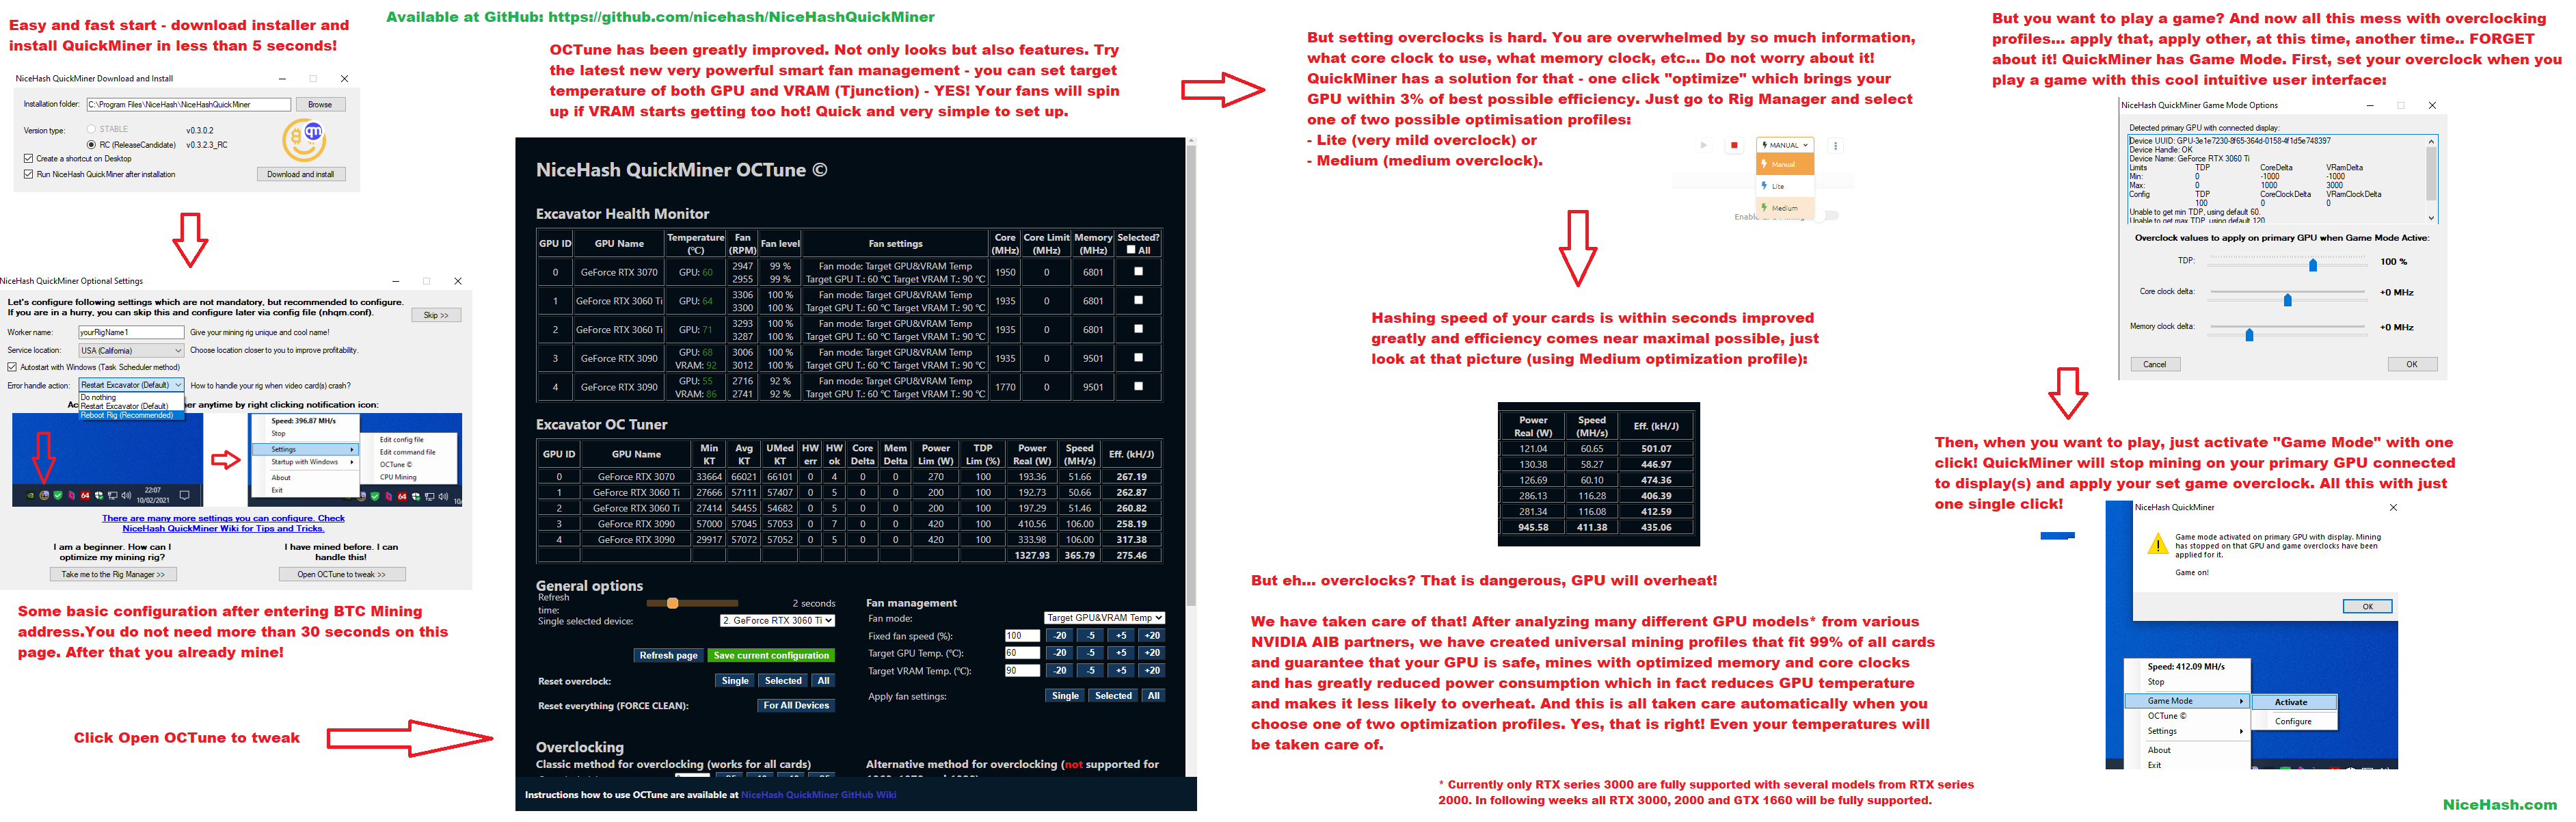 Easy and fast start - download installer and
install QuickMiner in less than 5 seconds!
NiceHash QuickMiner Download and Install
Installation folder: C:\Program Files\NiceHash\NiceHashQuickMiner Browse
Version type: STABLE v0.3.0.2
RC (ReleaseCandidate) v0.3.2.3_RC
Create a shortcut on Desktop
Run NiceHash QuickMiner after installation Download and install
NiceHash QuickMiner Optional Settings
Let's configure following settings which are not mandatory, but recommended to configure.
If you are in a hurry, you can skip this and configure later via config file (nhqm.conf).
Skip >>
Worker name: yourRigName1 Give your mining rig unique and cool name!
Service location: USA (California) Choose location closer to you to improve profitability.
Autostart with Windows (Task Scheduler method)
Error handle action: Restart Excavator (Default) How to handle your rig when video card(s) crash?
Do nothing
Restart Excavator (Default)
Reboot Rig (Recommended)
Ac er anytime by right clicking notification icon:
Speed: 396.87 MH/s
Stop
Settings
Startup with Windows
About
Exit
Edit config file
Edit command file
OCTune ©
CPU Mining
64
22:07
10/02/2021
64
There are many more settings you can configure. Check
NiceHash QuickMiner Wiki for Tips and Tricks.
I am a beginner. How can I
optimize my mining rig?
Take me to the Rig Manager >>
I have mined before. I can
handle this!
Open OCTune to tweak >>
Some basic configuration after entering BTC Mining
address.You do not need more than 30 seconds on this
page. After that you already mine!
Click Open OCTune to tweak
Available at GitHub: https://github.com/nicehash/NiceHashQuickMiner
OCTune has been greatly improved. Not only looks but also features. Try
the latest new very powerful smart fan management - you can set target
temperature of both GPU and VRAM (Tjunction) - YES! Your fans will spin
up if VRAM starts getting too hot! Quick and very simple to set up.
NiceHash QuickMiner OCTune ©
Excavator Health Monitor
GPU ID GPU Name Temperature (°C) Fan (RPM) Fan level Fan settings Core (MHz) Core Limit (MHz) Memory (MHz) Selected? All
0 GeForce RTX 3070 GPU: 60 2947 2955 99 % 99 % Fan mode: Target GPU&VRAM Temp Target GPU T.: 60 °C Target VRAM T.: 90 °C 1950 0 6801
1 GeForce RTX 3060 Ti GPU: 64 3306 3300 100 % 100 % Fan mode: Target GPU&VRAM Temp Target GPU T.: 60 °C Target VRAM T.: 90 °C 1935 0 6801
2 GeForce RTX 3060 Ti GPU: 71 3293 3287 100 % 100 % Fan mode: Target GPU&VRAM Temp Target GPU T.: 60 °C Target VRAM T.: 90 °C 1935 0 6801
3 GeForce RTX 3090 GPU: 68 VRAM: 92 3006 3012 100 % 100 % Fan mode: Target GPU&VRAM Temp Target GPU T.: 60 °C Target VRAM T.: 90 °C 1935 0 9501
4 GeForce RTX 3090 GPU: 55 VRAM: 86 2716 2741 92 % 92 % Fan mode: Target GPU&VRAM Temp Target GPU T.: 60 °C Target VRAM T.: 90 °C 1770 0 9501
Excavator OC Tuner
GPU ID GPU Name Min KT Avg KT UMed KT HW err HW ok Core Delta Mem Delta Power Lim (W) TDP Lim (%) Power Real (W) Speed (MH/s) Eff. (kH/J)
0 GeForce RTX 3070 33664 66021 66101 0 4 0 0 270 100 193.36 51.66 267.19
1 GeForce RTX 3060 Ti 27666 57111 57407 0 5 0 0 200 100 192.73 50.66 262.87
2 GeForce RTX 3060 Ti 27414 54455 54682 0 5 0 0 200 100 197.29 51.46 260.82
3 GeForce RTX 3090 57000 57045 57053 0 7 0 0 420 100 410.56 106.00 258.19
4 GeForce RTX 3090 29917 57072 57052 0 5 0 0 420 100 333.98 106.00 317.38
1327.93 365.79 275.46
General options
Refresh time: 2 seconds
Single selected device: 2. GeForce RTX 3060 Ti
Refresh page Save current configuration
Reset overclock: Single Selected All
Reset everything (FORCE CLEAN): For All Devices
Fan management
Fan mode: Target GPU&VRAM Temp
Fixed fan speed (%): 100 -20 -5 +5 +20
Target GPU Temp. (°C): 60 -20 -5 +5 +20
Target VRAM Temp. (°C): 90 -20 -5 +5 +20
Apply fan settings: Single Selected All
Overclocking
Classic method for overclocking (works for all cards)
Alternative method for overclocking (not supported for
Instructions how to use OCTune are available at NiceHash QuickMiner GitHub Wiki
But setting overclocks is hard. You are overwhelmed by so much information,
what core clock to use, what memory clock, etc... Do not worry about it!
QuickMiner has a solution for that - one click "optimize" which brings your
GPU within 3% of best possible efficiency. Just go to Rig Manager and select
one of two possible optimisation profiles:
- Lite (very mild overclock) or
- Medium (medium overclock).
MANUAL
Manual
Lite
Medium
Hashing speed of your cards is within seconds improved
greatly and efficiency comes near maximal possible, just
look at that picture (using Medium optimization profile):
Power Real (W) Speed (MH/s) Eff. (kH/J)
121.04 60.65 501.07
130.38 58.27 446.97
126.69 60.10 474.36
286.13 116.28 406.39
281.34 116.08 412.59
945.58 411.38 435.06
But eh... overclocks? That is dangerous, GPU will overheat!
We have taken care of that! After analyzing many different GPU models* from various
NVIDIA AIB partners, we have created universal mining profiles that fit 99% of all cards
and guarantee that your GPU is safe, mines with optimized memory and core clocks
and has greatly reduced power consumption which in fact reduces GPU temperature
and makes it less likely to overheat. And this is all taken care automatically when you
choose one of two optimization profiles. Yes, that is right! Even your temperatures will
be taken care of.
* Currently only RTX series 3000 are fully supported with several models from RTX series
2000. In following weeks all RTX 3000, 2000 and GTX 1660 will be fully supported.
But you want to play a game? And now all this mess with overclocking
profiles... apply that, apply other, at this time, another time.. FORGET
about it! QuickMiner has Game Mode. First, set your overclock when you
play a game with this cool intuitive user interface:
NiceHash QuickMiner Game Mode Options
Detected primary GPU with connected display:
Device UUID: GPU-3e1e7230-8f65-364d-0158-4f1d5e748397
Device Handle: OK
Device Name: GeForce RTX 3060 Ti
Limits TDP CoreDelta VRamDelta
Min: 0 -1000 -1000
Max: 0 1000 3000
Config TDP CoreClockDelta VRamClockDelta
100 0 0
Unable to get min TDP, using default 60.
Unable to get max TDP, using default 120.
Overclock values to apply on primary GPU when Game Mode Active:
TDP: 100 %
Core clock delta: +0 MHz
Memory clock delta: +0 MHz
Cancel OK
Then, when you want to play, just activate "Game Mode" with one
click! QuickMiner will stop mining on your primary GPU connected
to display(s) and apply your set game overclock. All this with just
one single click!
NiceHash QuickMiner
Game mode activated on primary GPU with display. Mining
has stopped on that GPU and game overclocks have been
applied for it.
Game on!
OK
Speed: 412.09 MH/s
Stop
Game Mode
OCTune ©
Settings
About
Exit
Activate
Configure
NiceHash.com